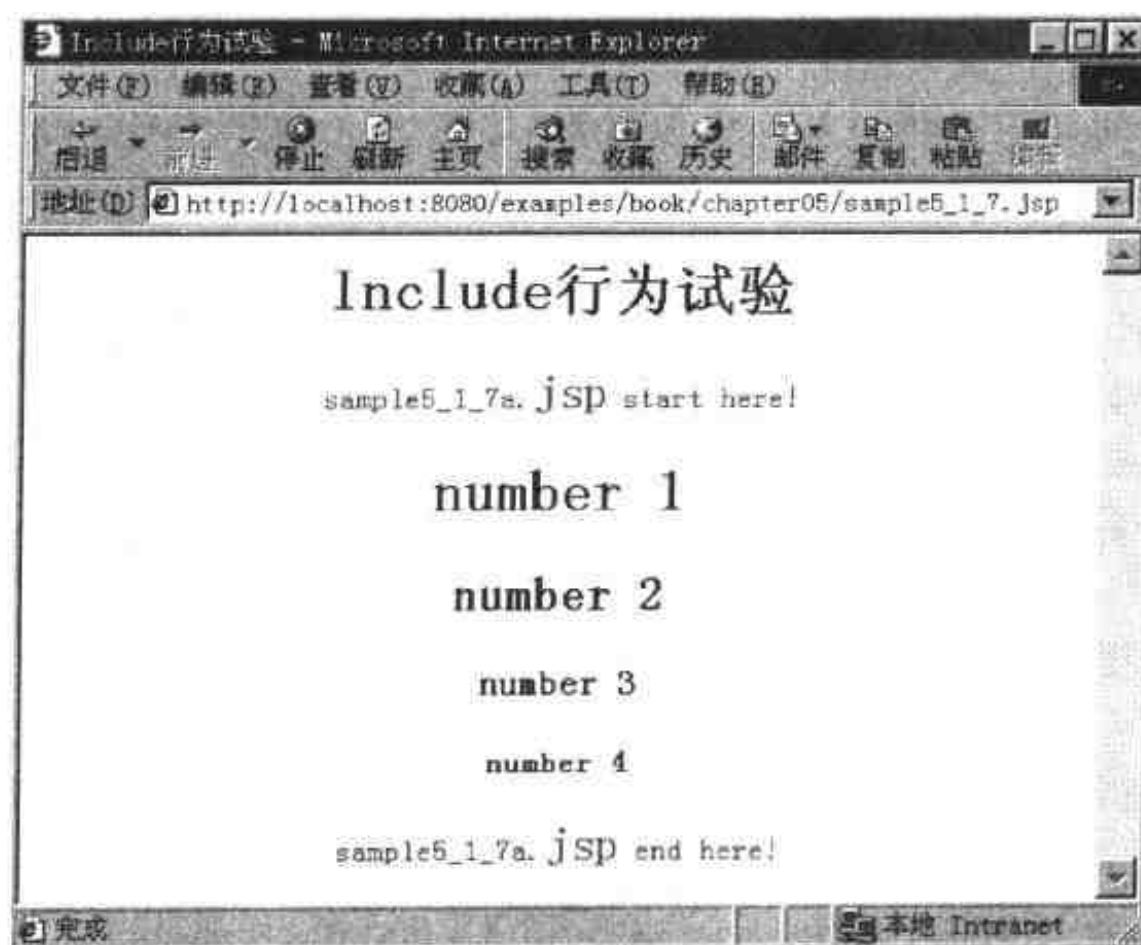 Include行为试验 - Microsoft Internet Explorer
文件(F) 编辑(E) 查看(V) 收藏(A) 工具(T) 帮助(H)
后退 前进 停止 刷新 主页 搜索 收藏 历史 邮件 复制 粘贴 编辑
地址(D) http://localhost:8080/examples/book/chapter05/sample5_1_7.jsp
Include行为试验
sample5_1_7a.jsp start here!
number 1
number 2
number 3
number 4
sample5_1_7a.jsp end here!
完成 本地 Intranet